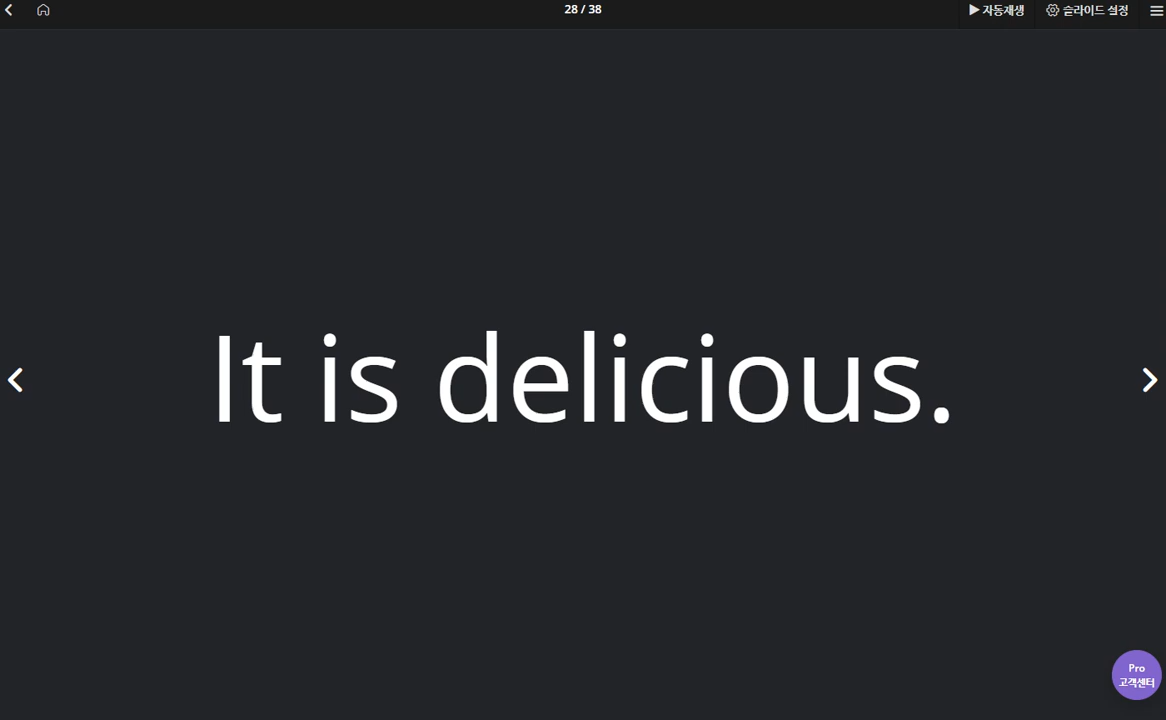 28 / 38
자동재생
슬라이드 설정
It is delicious.
Pro
고객센터